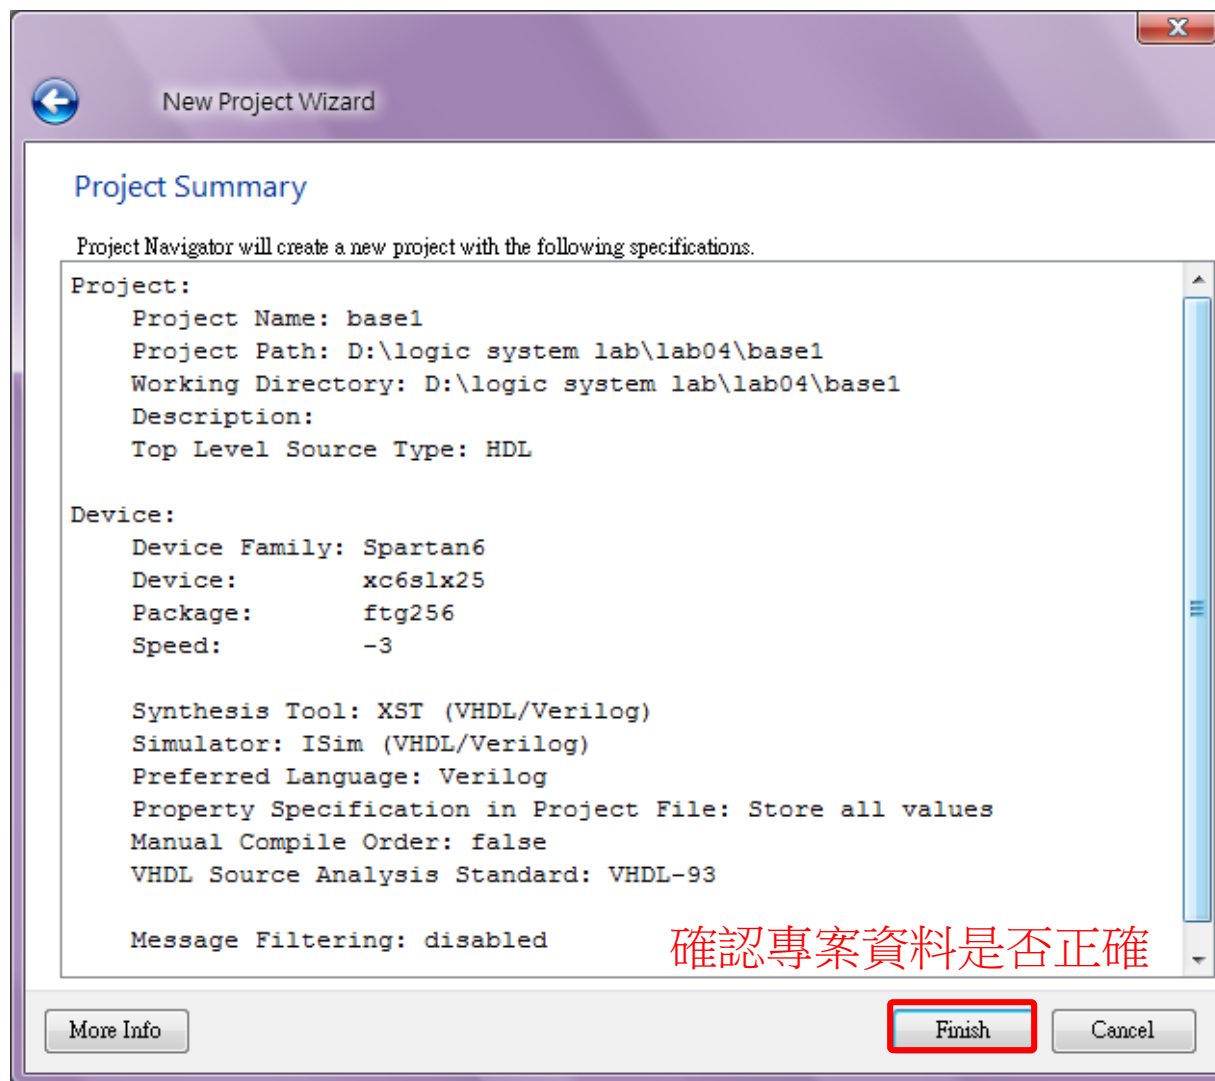 New Project Wizard
Project Summary
Project Navigator will create a new project with the following specifications.
Project:
Project Name: base1
Project Path: D:\logic system lab\lab04\base1
Working Directory: D:\logic system lab\lab04\base1
Description:
Top Level Source Type: HDL
Device:
Device Family: Spartan6
Device: xc6slx25
Package: ftg256
Speed: -3
Synthesis Tool: XST (VHDL/Verilog)
Simulator: ISim (VHDL/Verilog)
Preferred Language: Verilog
Property Specification in Project File: Store all values
Manual Compile Order: false
VHDL Source Analysis Standard: VHDL-93
Message Filtering: disabled
確認專案資料是否正確
More Info
Finish
Cancel